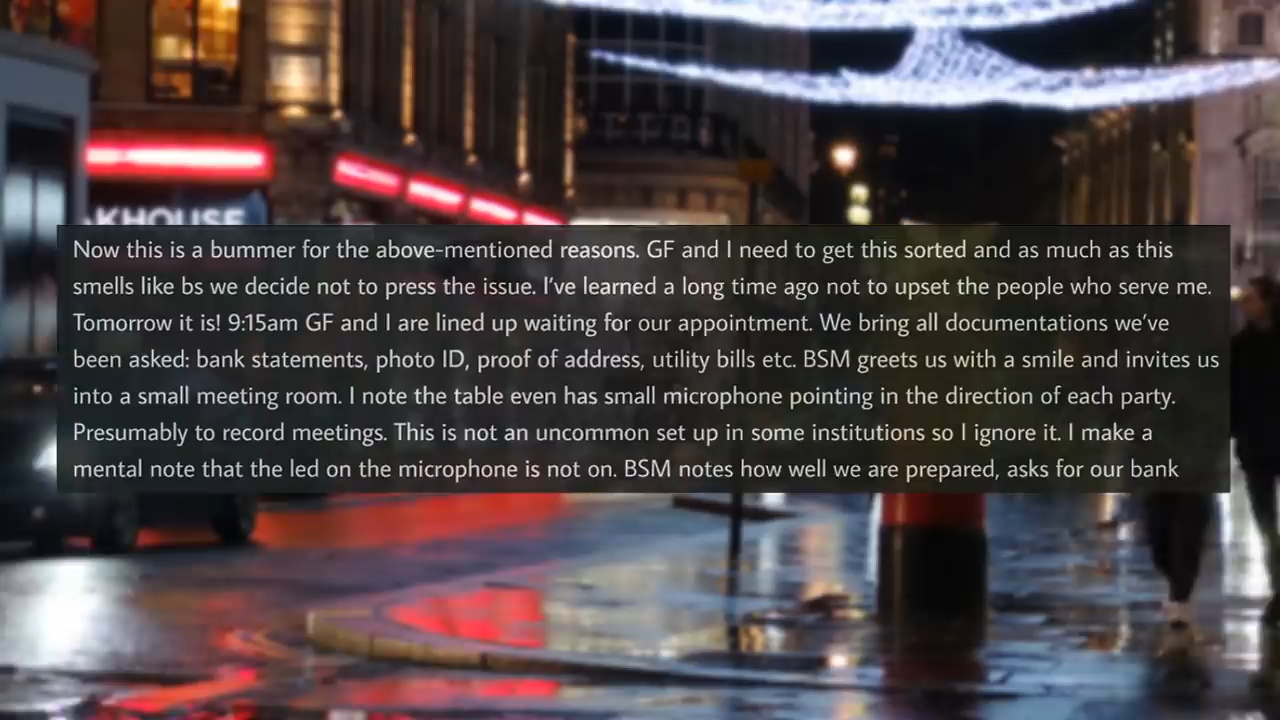 KHOUSE
Now this is a bummer for the above-mentioned reasons. GF and I need to get this sorted and as much as this
smells like bs we decide not to press the issue. I've learned a long time ago not to upset the people who serve me.
Tomorrow it is! 9:15am GF and I are lined up waiting for our appointment. We bring all documentations we've
been asked: bank statements, photo ID, proof of address, utility bills etc. BSM greets us with a smile and invites us
into a small meeting room. I note the table even has small microphone pointing in the direction of each party.
Presumably to record meetings. This is not an uncommon set up in some institutions so I ignore it. I make a
mental note that the led on the microphone is not on. BSM notes how well we are prepared, asks for our bank